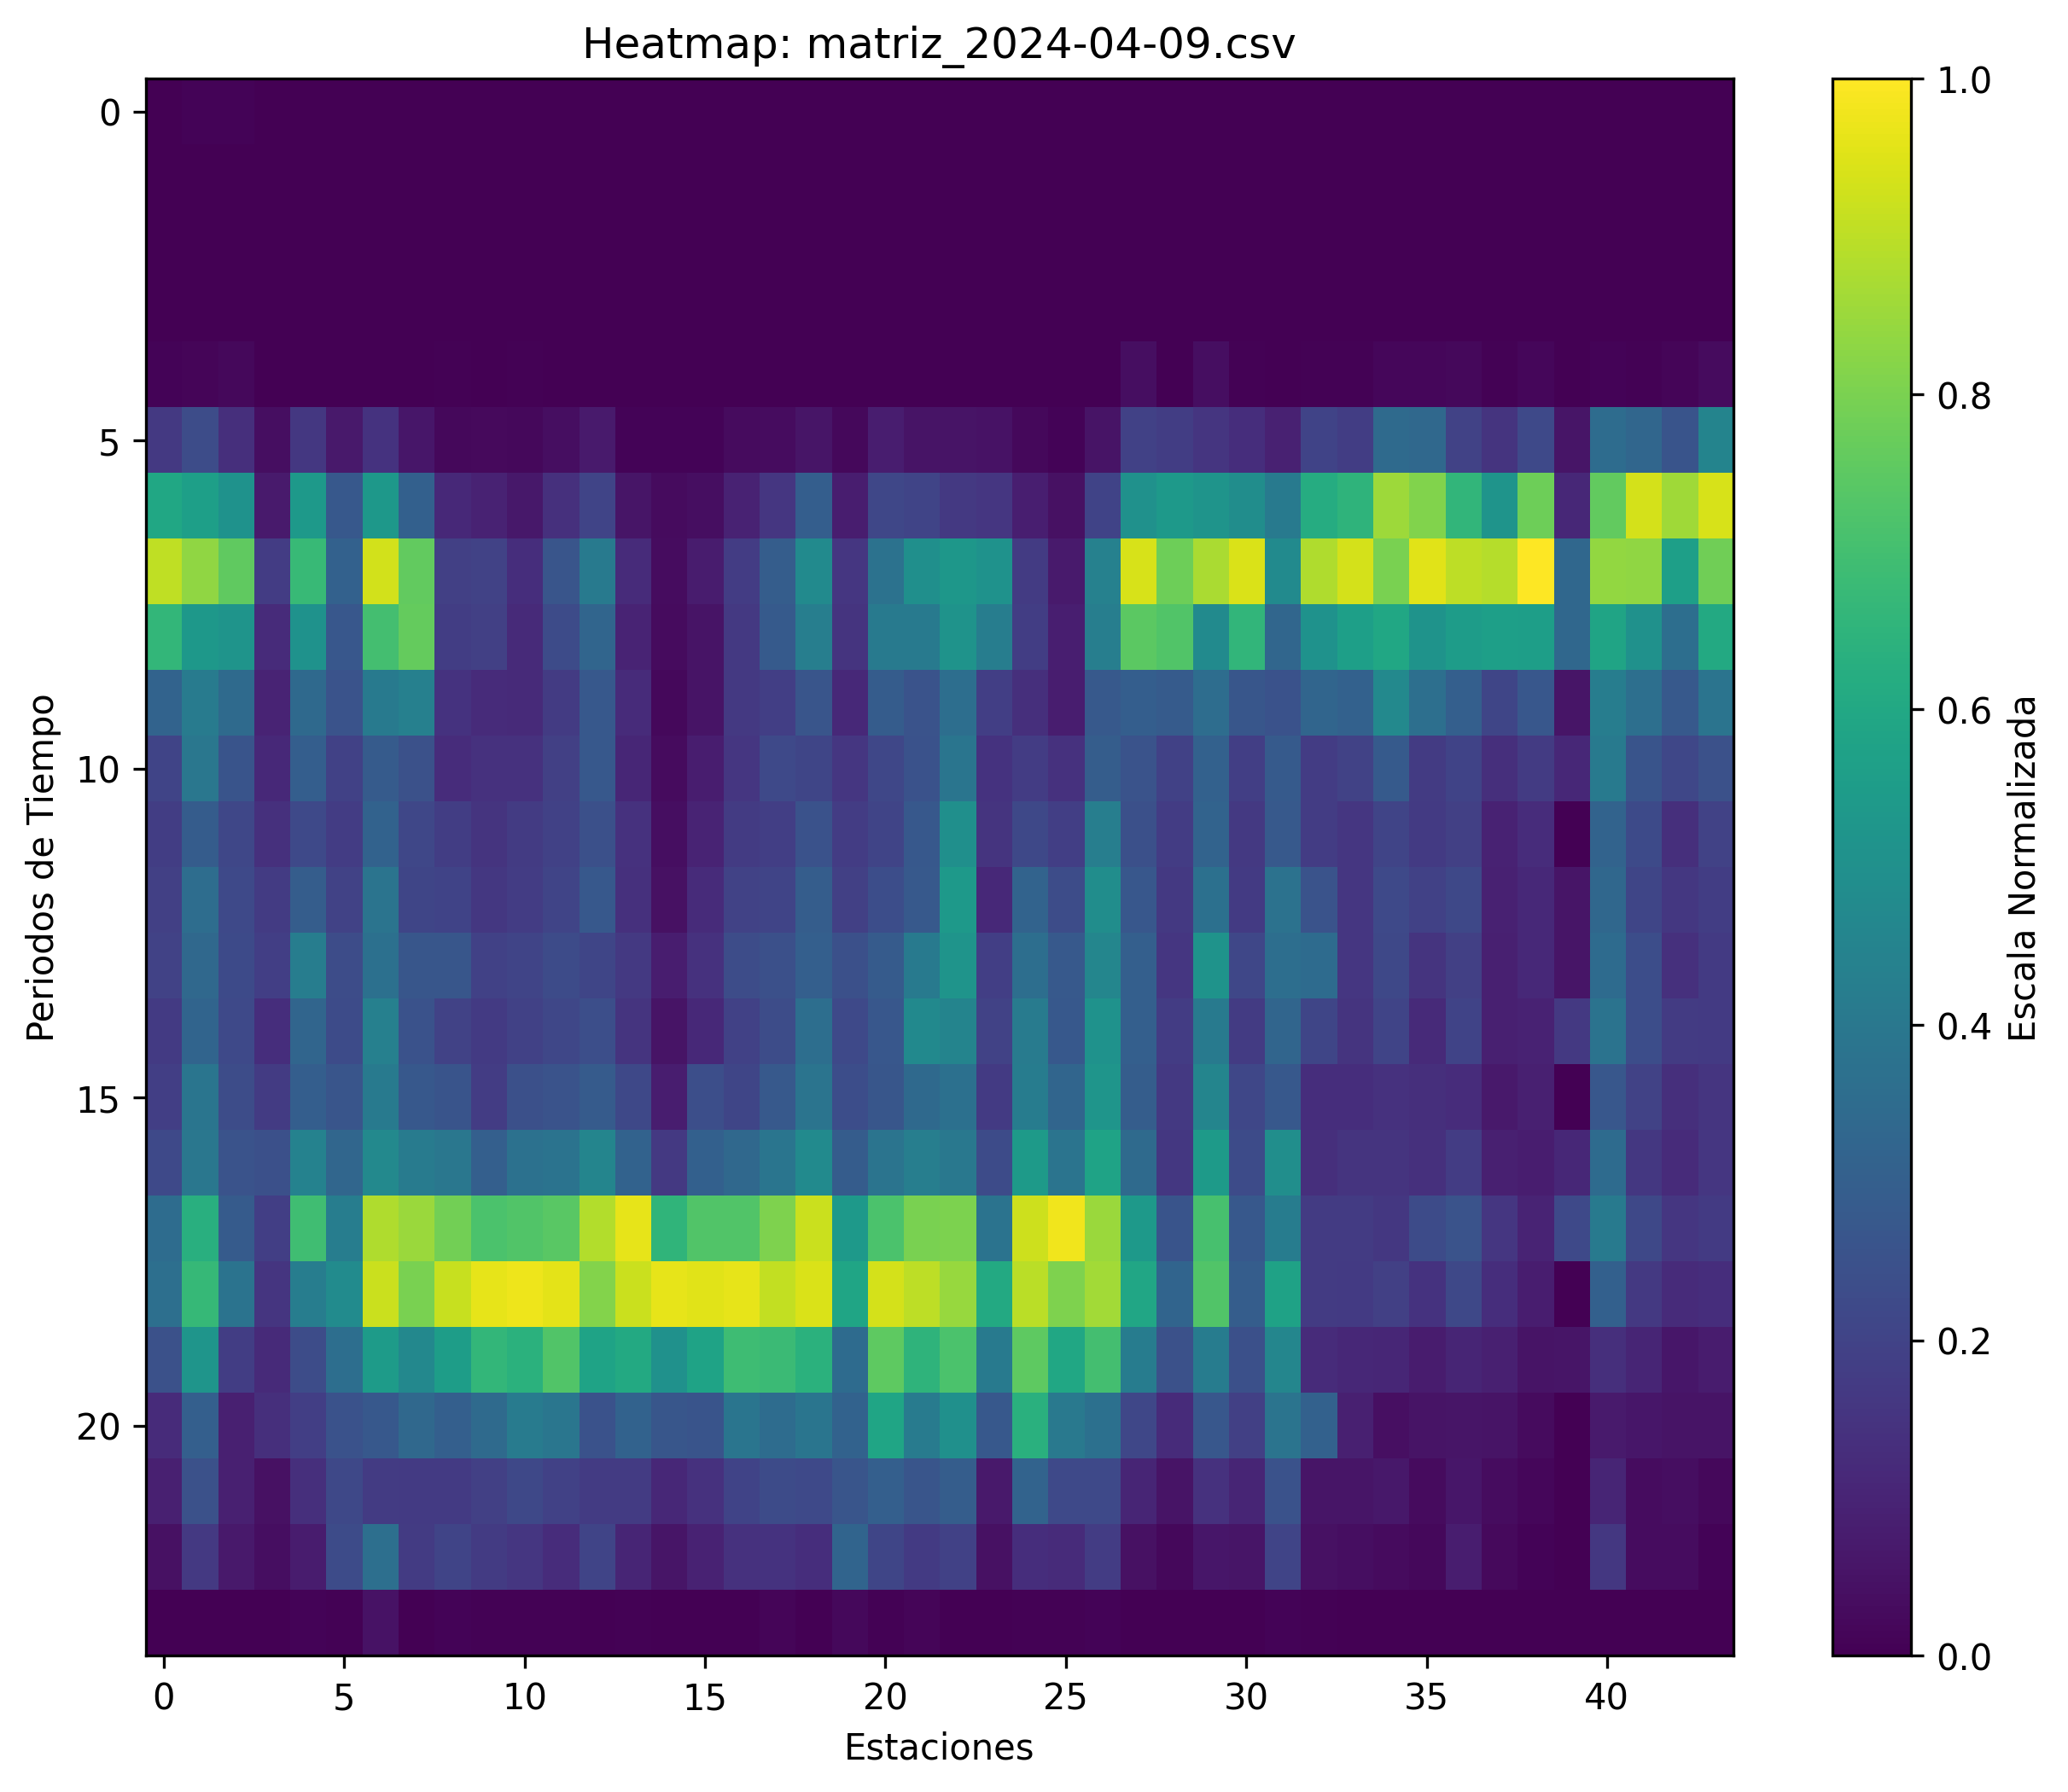 Heatmap: matriz_2024-04-09.csv
Periodos de Tiempo
0
5
10
15
20
0 5 10 15 20 25 30 35 40
Estaciones
1.0
0.8
0.6
0.4
0.2
0.0
Escala Normalizada